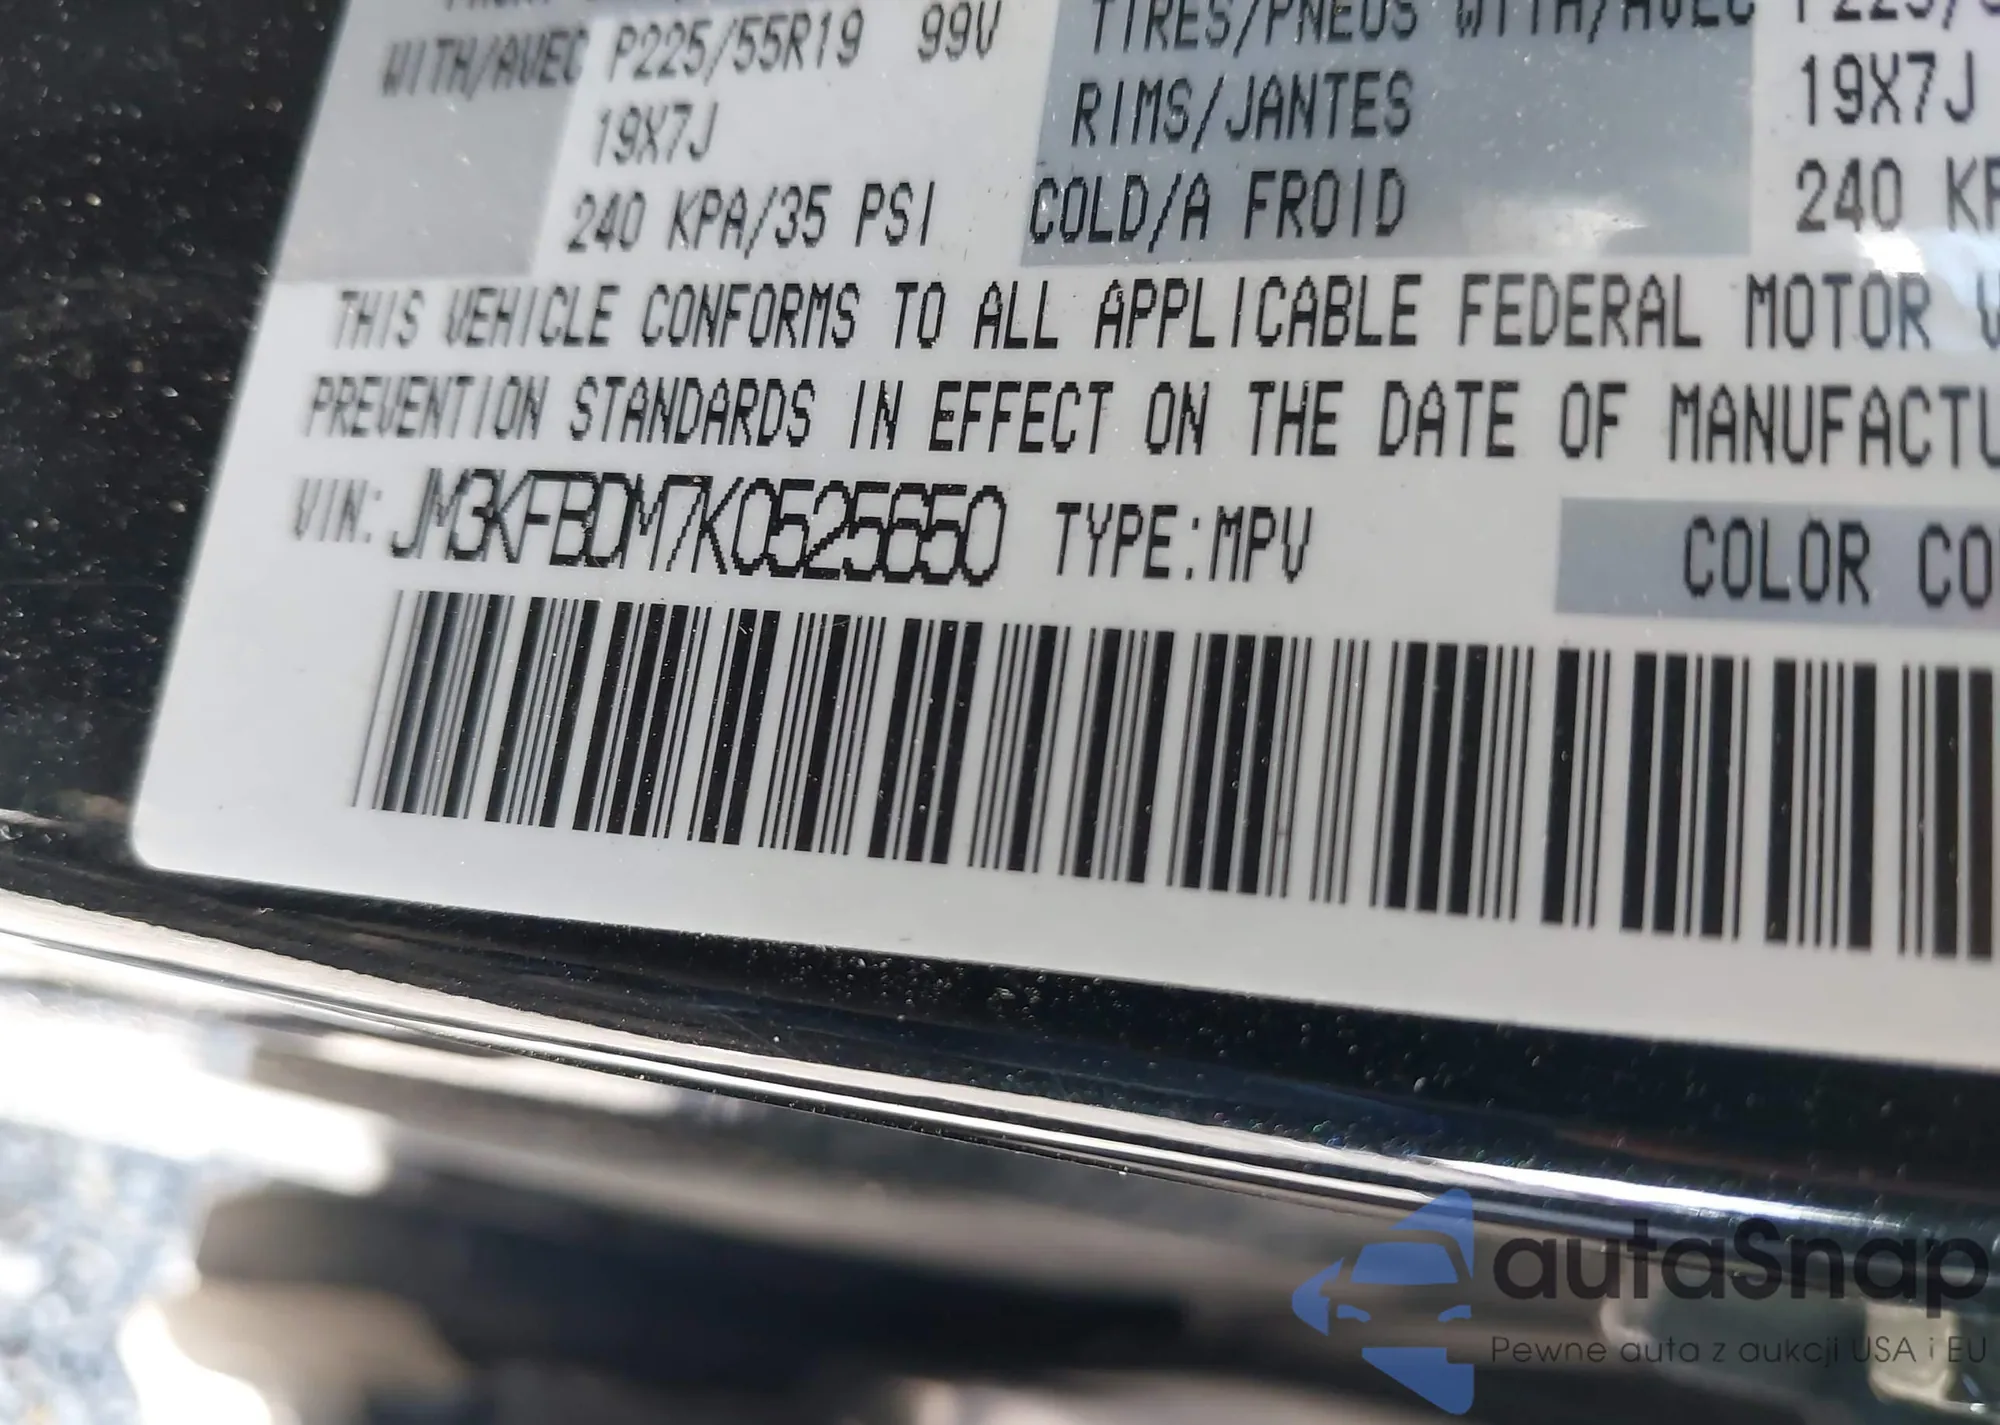 WITH/AVEC P225/55R19 99V TIRES/PNEUS WITH/AVEC
19X7J RIMS/JANTES 19X7J
240 KPA/35 PSI COLD/A FROID 240
THIS VEHICLE CONFORMS TO ALL APPLICABLE FEDERAL MOTOR V
PREVENTION STANDARDS IN EFFECT ON THE DATE OF MANUFACTU
VIN: JM3KFBDM7K0525650 TYPE:MPV COLOR CO
autaSnap
Pewne auta z aukcji USA i EU